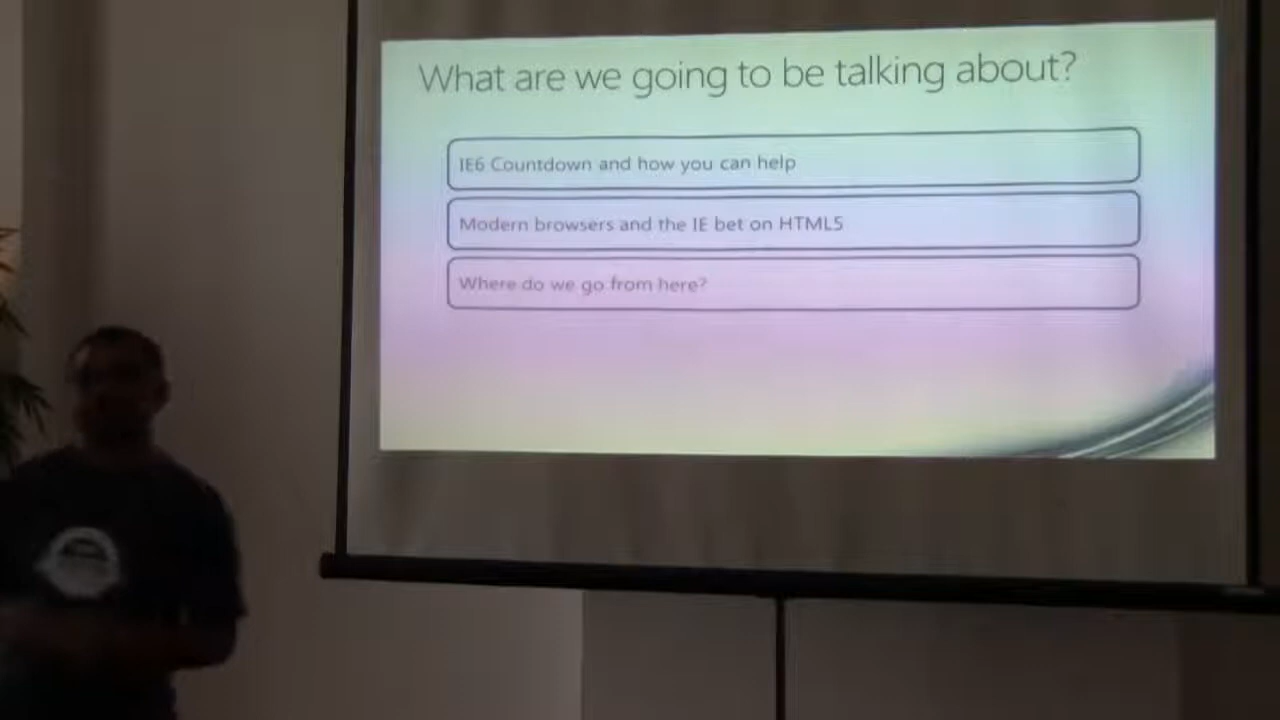 What are we going to be talking about?
IE6 Countdown and how you can help
Modern browsers and the IE bet on HTML5
Where do we go from here?